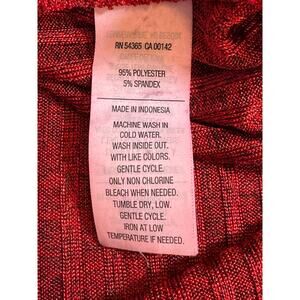 RN 54365 CA 00142
95% POLYESTER
5% SPANDEX
MADE IN INDONESIA
MACHINE WASH IN
COLD WATER.
WASH INSIDE OUT.
WITH LIKE COLORS.
GENTLE CYCLE.
ONLY NON CHLORINE
BLEACH WHEN NEEDED.
TUMBLE DRY, LOW.
GENTLE CYCLE.
IRON AT LOW
TEMPERATURE IF NEEDED.